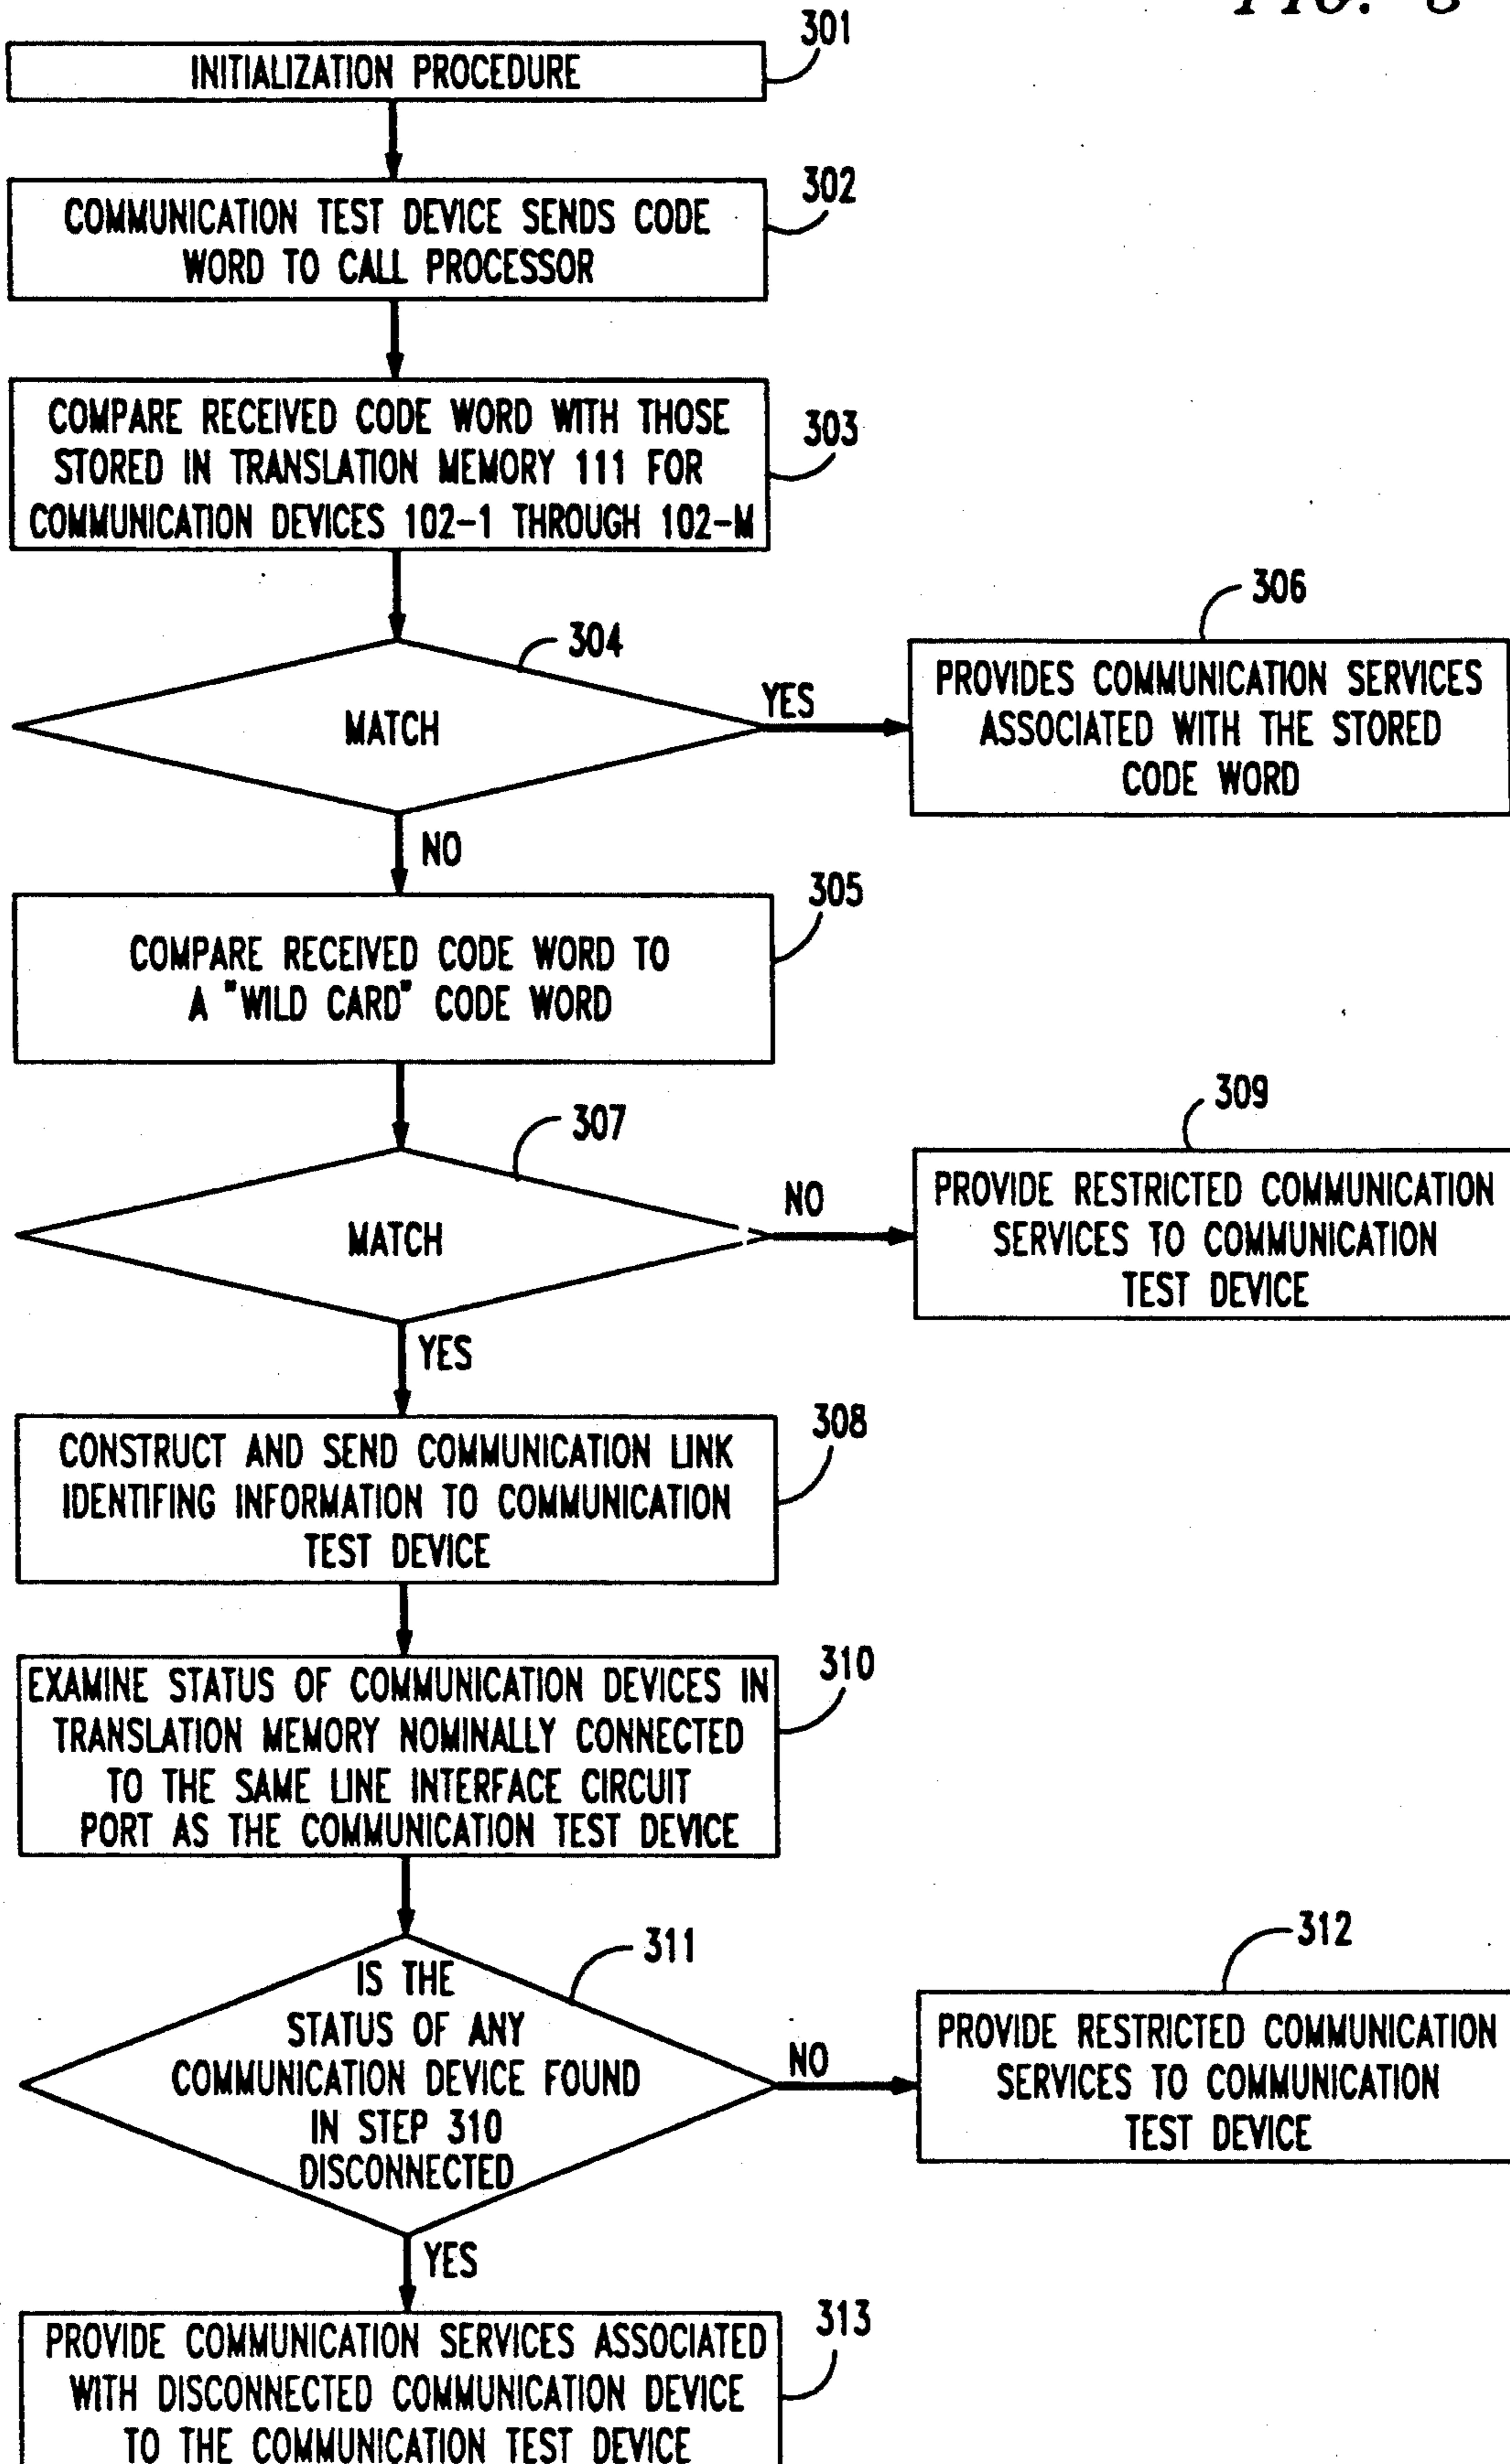 FIG. 3
301
INITIALIZATION PROCEDURE
302
COMMUNICATION TEST DEVICE SENDS CODE
WORD TO CALL PROCESSOR
303
COMPARE RECEIVED CODE WORD WITH THOSE
STORED IN TRANSLATION MEMORY 111 FOR
COMMUNICATION DEVICES 102-1 THROUGH 102-M
304
MATCH
YES
306
PROVIDES COMMUNICATION SERVICES
ASSOCIATED WITH THE STORED
CODE WORD
NO
305
COMPARE RECEIVED CODE WORD TO
A "WILD CARD" CODE WORD
307
MATCH
NO
309
PROVIDE RESTRICTED COMMUNICATION
SERVICES TO COMMUNICATION
TEST DEVICE
YES
308
CONSTRUCT AND SEND COMMUNICATION LINK
IDENTIFING INFORMATION TO COMMUNICATION
TEST DEVICE
310
EXAMINE STATUS OF COMMUNICATION DEVICES IN
TRANSLATION MEMORY NOMINALLY CONNECTED
TO THE SAME LINE INTERFACE CIRCUIT
PORT AS THE COMMUNICATION TEST DEVICE
311
IS THE
STATUS OF ANY
COMMUNICATION DEVICE FOUND
IN STEP 310
DISCONNECTED
NO
312
PROVIDE RESTRICTED COMMUNICATION
SERVICES TO COMMUNICATION
TEST DEVICE
YES
313
PROVIDE COMMUNICATION SERVICES ASSOCIATED
WITH DISCONNECTED COMMUNICATION DEVICE
TO THE COMMUNICATION TEST DEVICE